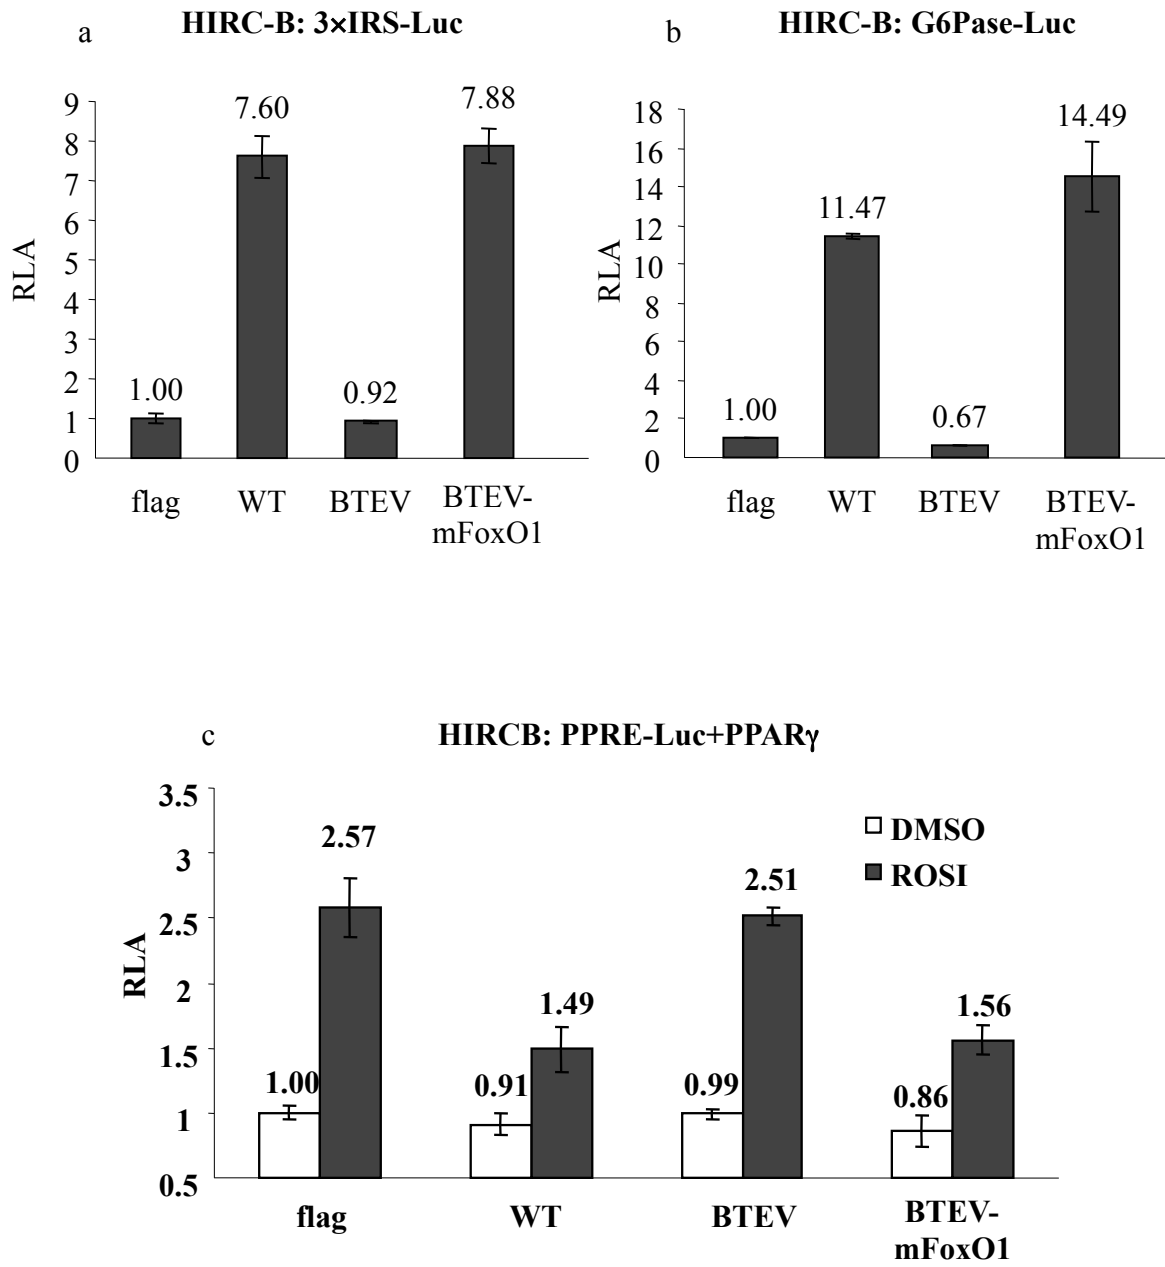 a
HIRC-B: 3×IRS-Luc
9
8
7
6
5
4
3
2
1
0
RLA
7.60
7.88
1.00
0.92
flag
WT
BTEV
BTEV-
mFoxO1
b
HIRC-B: G6Pase-Luc
18
16
14
12
10
8
6
4
2
0
RLA
14.49
11.47
1.00
0.67
flag
WT
BTEV
BTEV-
mFoxO1
c
HIRCB: PPRE-Luc+PPARγ
3.5
3
2.5
2
1.5
1
0.5
RLA
DMSO
ROSI
1.00
2.57
0.91
1.49
0.99
2.51
0.86
1.56
flag
WT
BTEV
BTEV-
mFoxO1